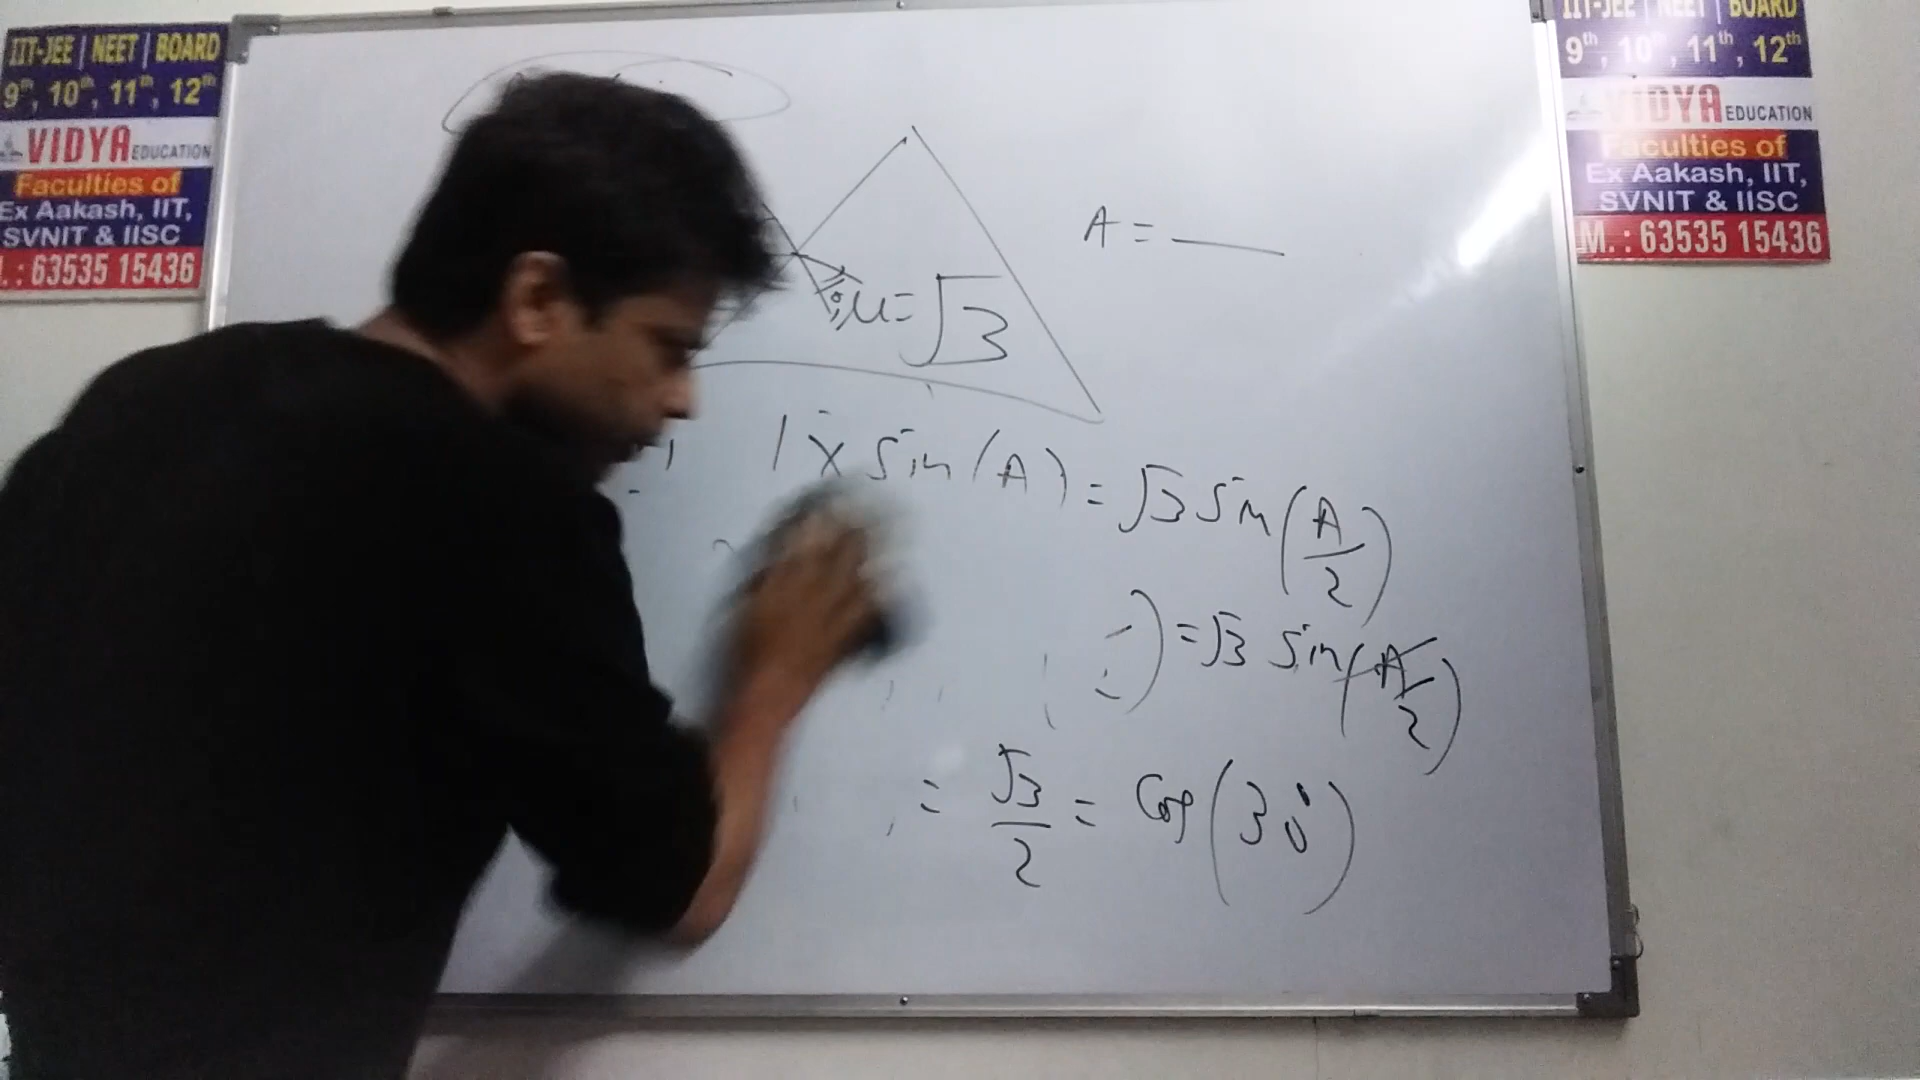 IIT-JEE | NEET | BOARD
9th, 10th, 11th, 12th
VIDYA EDUCATION
Faculties of
Ex Aakash, IIT,
SVNIT & IISC
.: 63535 15436
IIT-JEE | NEET | BOARD
9th, 10th, 11th, 12th
VIDYA EDUCATION
Faculties of
Ex Aakash, IIT,
SVNIT & IISC
M. : 63535 15436
A =
μ = √3
1 × sin (A) = √3 sin (A/2)
) = √3 sin (A/2)
= √3/2 = Cos (30°)